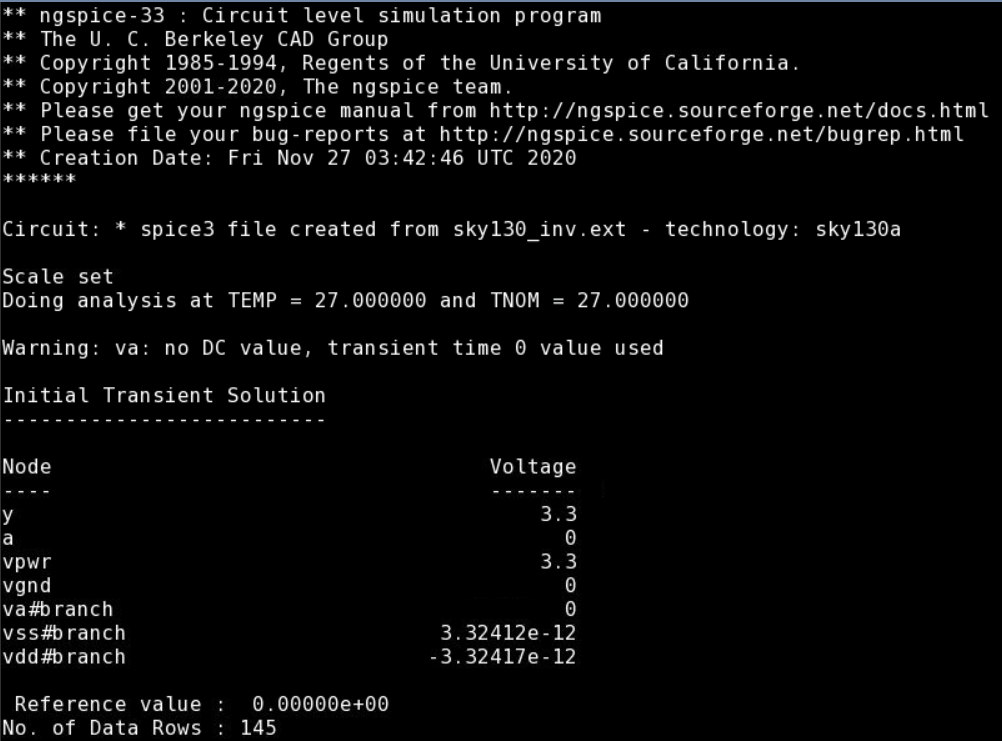 ** ngspice-33 : Circuit level simulation program
** The U. C. Berkeley CAD Group
** Copyright 1985-1994, Regents of the University of California.
** Copyright 2001-2020, The ngspice team.
** Please get your ngspice manual from http://ngspice.sourceforge.net/docs.html
** Please file your bug-reports at http://ngspice.sourceforge.net/bugrep.html
** Creation Date: Fri Nov 27 03:42:46 UTC 2020
******
Circuit: * spice3 file created from sky130_inv.ext - technology: sky130a
Scale set
Doing analysis at TEMP = 27.000000 and TNOM = 27.000000
Warning: va: no DC value, transient time 0 value used
Initial Transient Solution
--------------------------
Node Voltage
---- -------
y 3.3
a 0
vpwr 3.3
vgnd 0
va#branch 0
vss#branch 3.32412e-12
vdd#branch -3.32417e-12
Reference value : 0.00000e+00
No. of Data Rows : 145